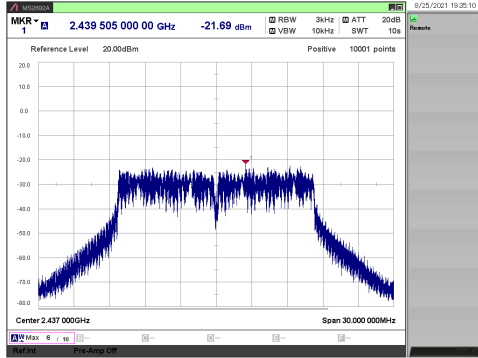 MS2692A
8/25/2021 19:35:10
MKR 1 A 2.439 505 000 00 GHz -21.69 dBm
RBW 3kHz ATT 20dB
VBW 10kHz SWT 10s
Remote
Reference Level 20.00dBm Positive 10001 points
20.0
10.0
0.0
-10.0
-20.0
-30.0
-40.0
-50.0
-60.0
-70.0
-80.0
Center 2.437 000GHz Span 30.000 000MHz
A Max 6 / 10
Ref.Int Pre-Amp Off